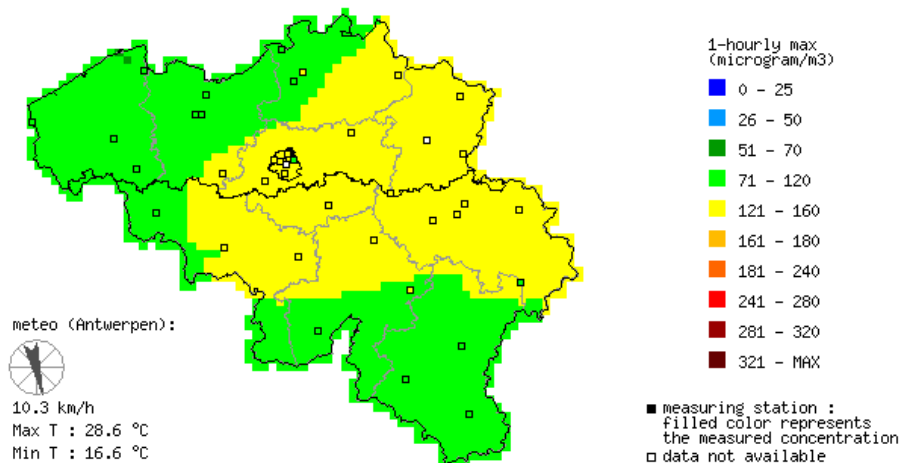 1-hourly max
(microgram/m3)
0 - 25
26 - 50
51 - 70
71 - 120
121 - 160
161 - 180
181 - 240
241 - 280
281 - 320
321 - MAX
meteo (Antwerpen):
10.3 km/h
Max T : 28.6 °C
Min T : 16.6 °C
measuring station :
filled color represents
the measured concentration
data not available